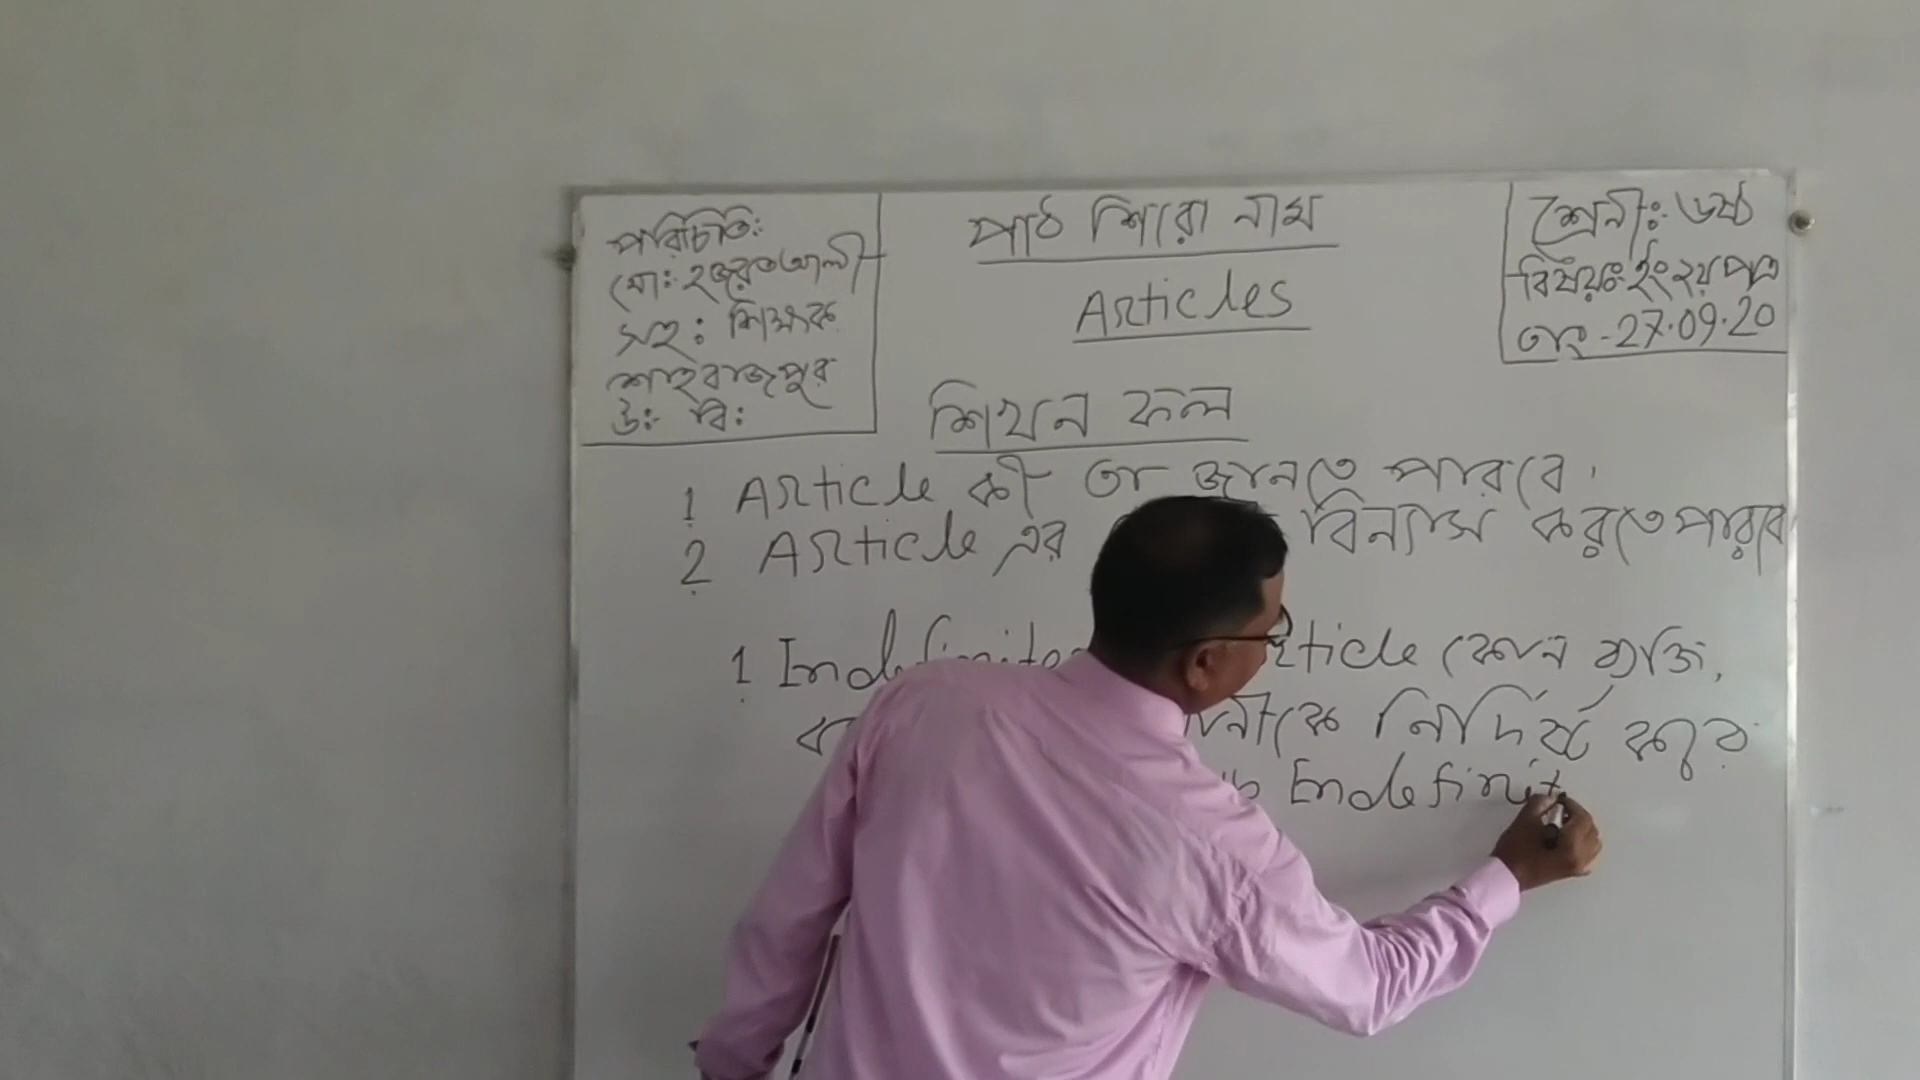 পরিচিতি:
মো: হজরত আলী
সহ: শিক্ষক
শাহবাজপুর
উ: বি:
পাঠ শিরো নাম
Articles
শ্রেনী: ৬ষ্ঠ
বিষয়: ইং ২য় পত্র
তাং - 27.09.20
শিখন ফল
1 Article কী তা জানতে পারবে।
2 Article এর বিন্যাস করতে পারবে
1 Indefinite Article কোন ব্যক্তি,
নির্দিষ্ট করে
Indefinit